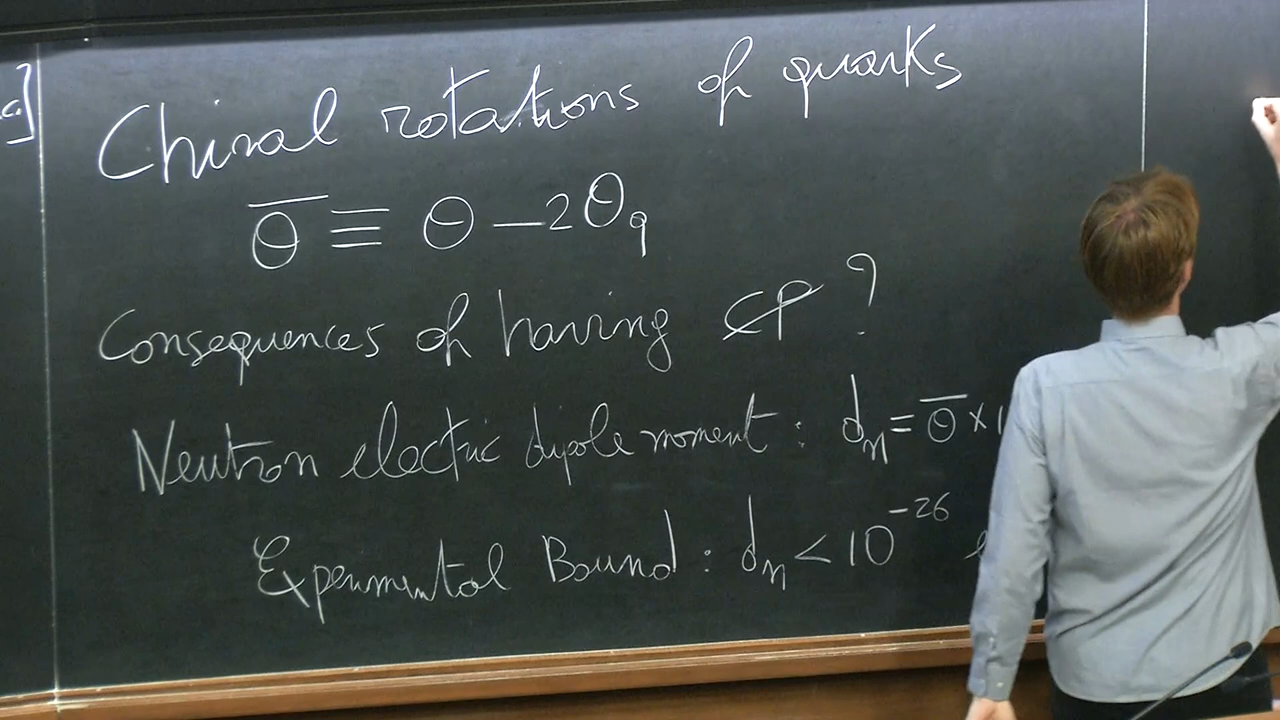 Chiral rotations of quarks
θ̅ ≡ θ – 2θq
Consequences of having C̸P̸ ?
Neutron electric dipole moment : dn = θ̅ × 1
Experimental Bound : dn < 10⁻²⁶ e